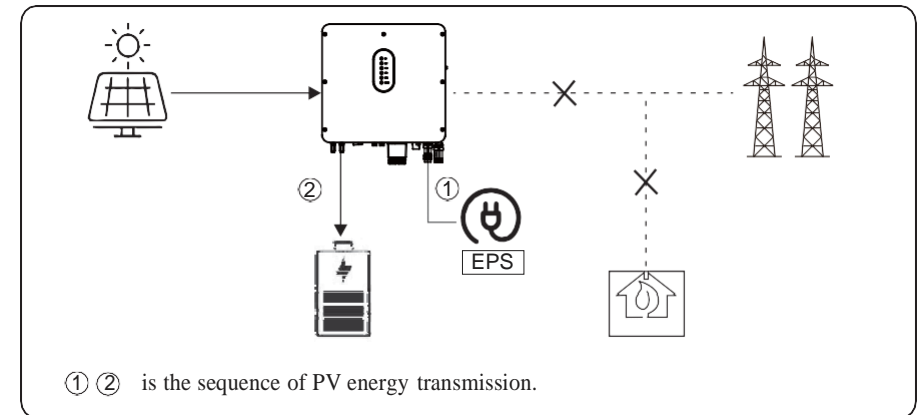 ②
①
EPS
① ② is the sequence of PV energy transmission.